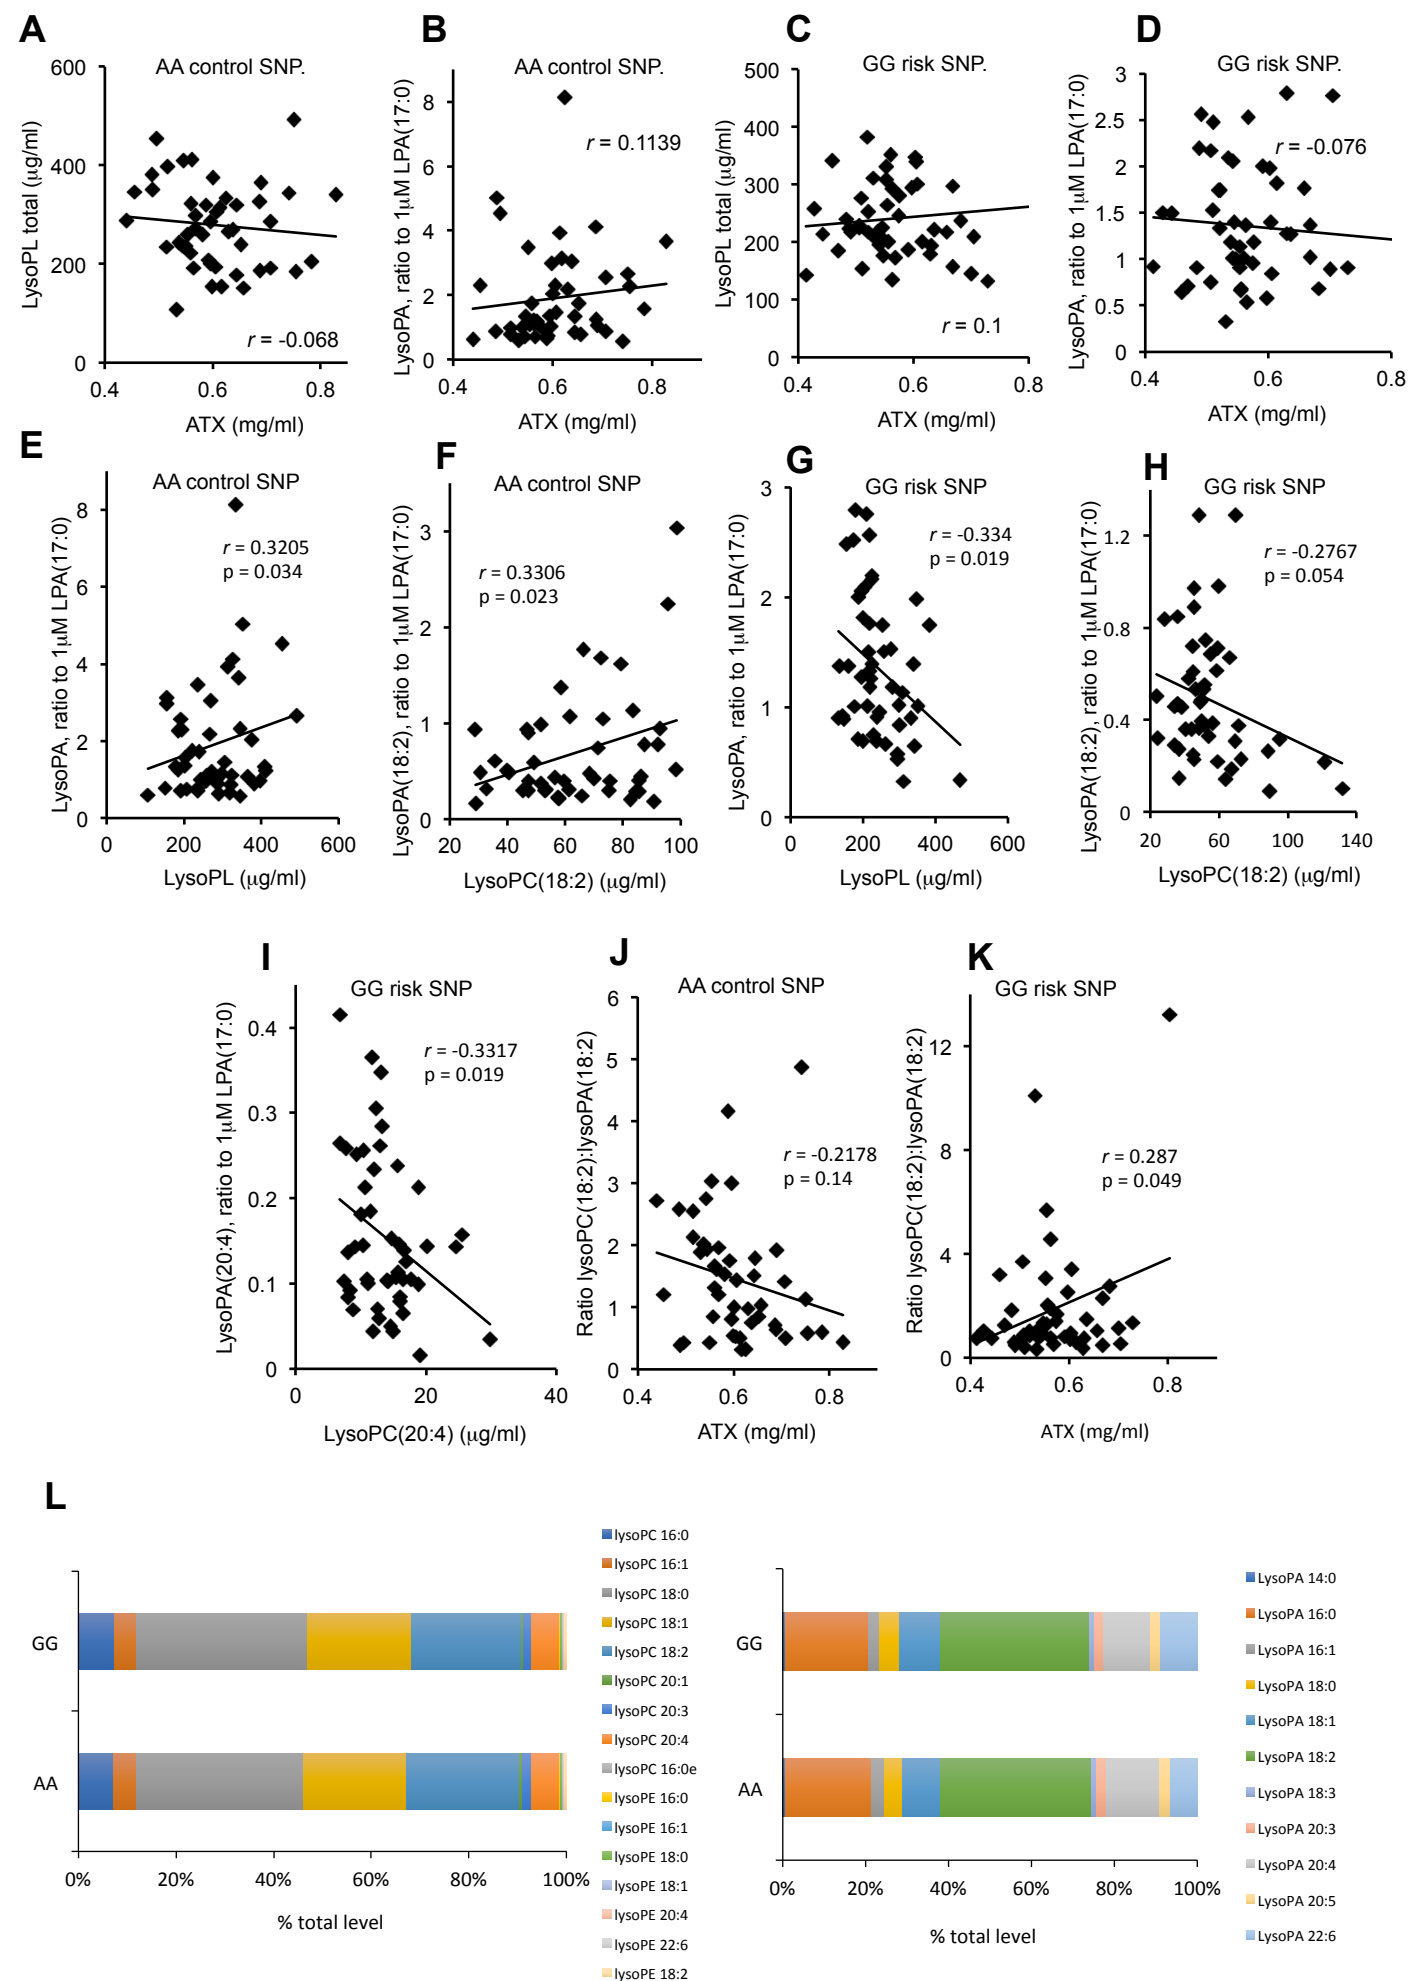 A
AA control SNP.
LysoPL total (μg/ml)
600
400
200
0
r = -0.068
0.4
0.6
0.8
ATX (mg/ml)
B
AA control SNP.
LysoPA, ratio to 1μM LPA(17:0)
8
6
4
2
0
r = 0.1139
0.4
0.6
0.8
ATX (mg/ml)
C
GG risk SNP.
LysoPL total (μg/ml)
500
400
300
200
100
0
r = 0.1
0.4
0.6
0.8
ATX (mg/ml)
D
GG risk SNP.
LysoPA, ratio to 1μM LPA(17:0)
3
2.5
2
1.5
1
0.5
0
r = -0.076
0.4
0.6
0.8
ATX (mg/ml)
E
AA control SNP
LysoPA, ratio to 1μM LPA(17:0)
8
6
4
2
0
r = 0.3205
p = 0.034
0
200
400
600
LysoPL (μg/ml)
F
AA control SNP
LysoPA(18:2), ratio to 1μM LPA(17:0)
3
2
1
0
r = 0.3306
p = 0.023
20
40
60
80
100
LysoPC(18:2) (μg/ml)
G
GG risk SNP
LysoPA, ratio to 1μM LPA(17:0)
3
2
1
0
r = -0.334
p = 0.019
0
200
400
600
LysoPL (μg/ml)
H
GG risk SNP
LysoPA(18:2), ratio to 1μM LPA(17:0)
1.2
0.8
0.4
0
r = -0.2767
p = 0.054
20
60
100
140
LysoPC(18:2) (μg/ml)
I
GG risk SNP
LysoPA(20:4), ratio to 1μM LPA(17:0)
0.4
0.3
0.2
0.1
0
r = -0.3317
p = 0.019
0
20
40
LysoPC(20:4) (μg/ml)
J
AA control SNP
Ratio lysoPC(18:2):lysoPA(18:2)
6
5
4
3
2
1
0
r = -0.2178
p = 0.14
0.4
0.6
0.8
ATX (mg/ml)
K
GG risk SNP
Ratio lysoPC(18:2):lysoPA(18:2)
12
8
4
0
r = 0.287
p = 0.049
0.4
0.6
0.8
ATX (mg/ml)
L
GG
AA
0%
20%
40%
60%
80%
100%
% total level
lysoPC 16:0
lysoPC 16:1
lysoPC 18:0
lysoPC 18:1
lysoPC 18:2
lysoPC 20:1
lysoPC 20:3
lysoPC 20:4
lysoPC 16:0e
lysoPE 16:0
lysoPE 16:1
lysoPE 18:0
lysoPE 18:1
lysoPE 20:4
lysoPE 22:6
lysoPE 18:2
GG
AA
0%
20%
40%
60%
80%
100%
% total level
LysoPA 14:0
LysoPA 16:0
LysoPA 16:1
LysoPA 18:0
LysoPA 18:1
LysoPA 18:2
LysoPA 18:3
LysoPA 20:3
LysoPA 20:4
LysoPA 20:5
LysoPA 22:6